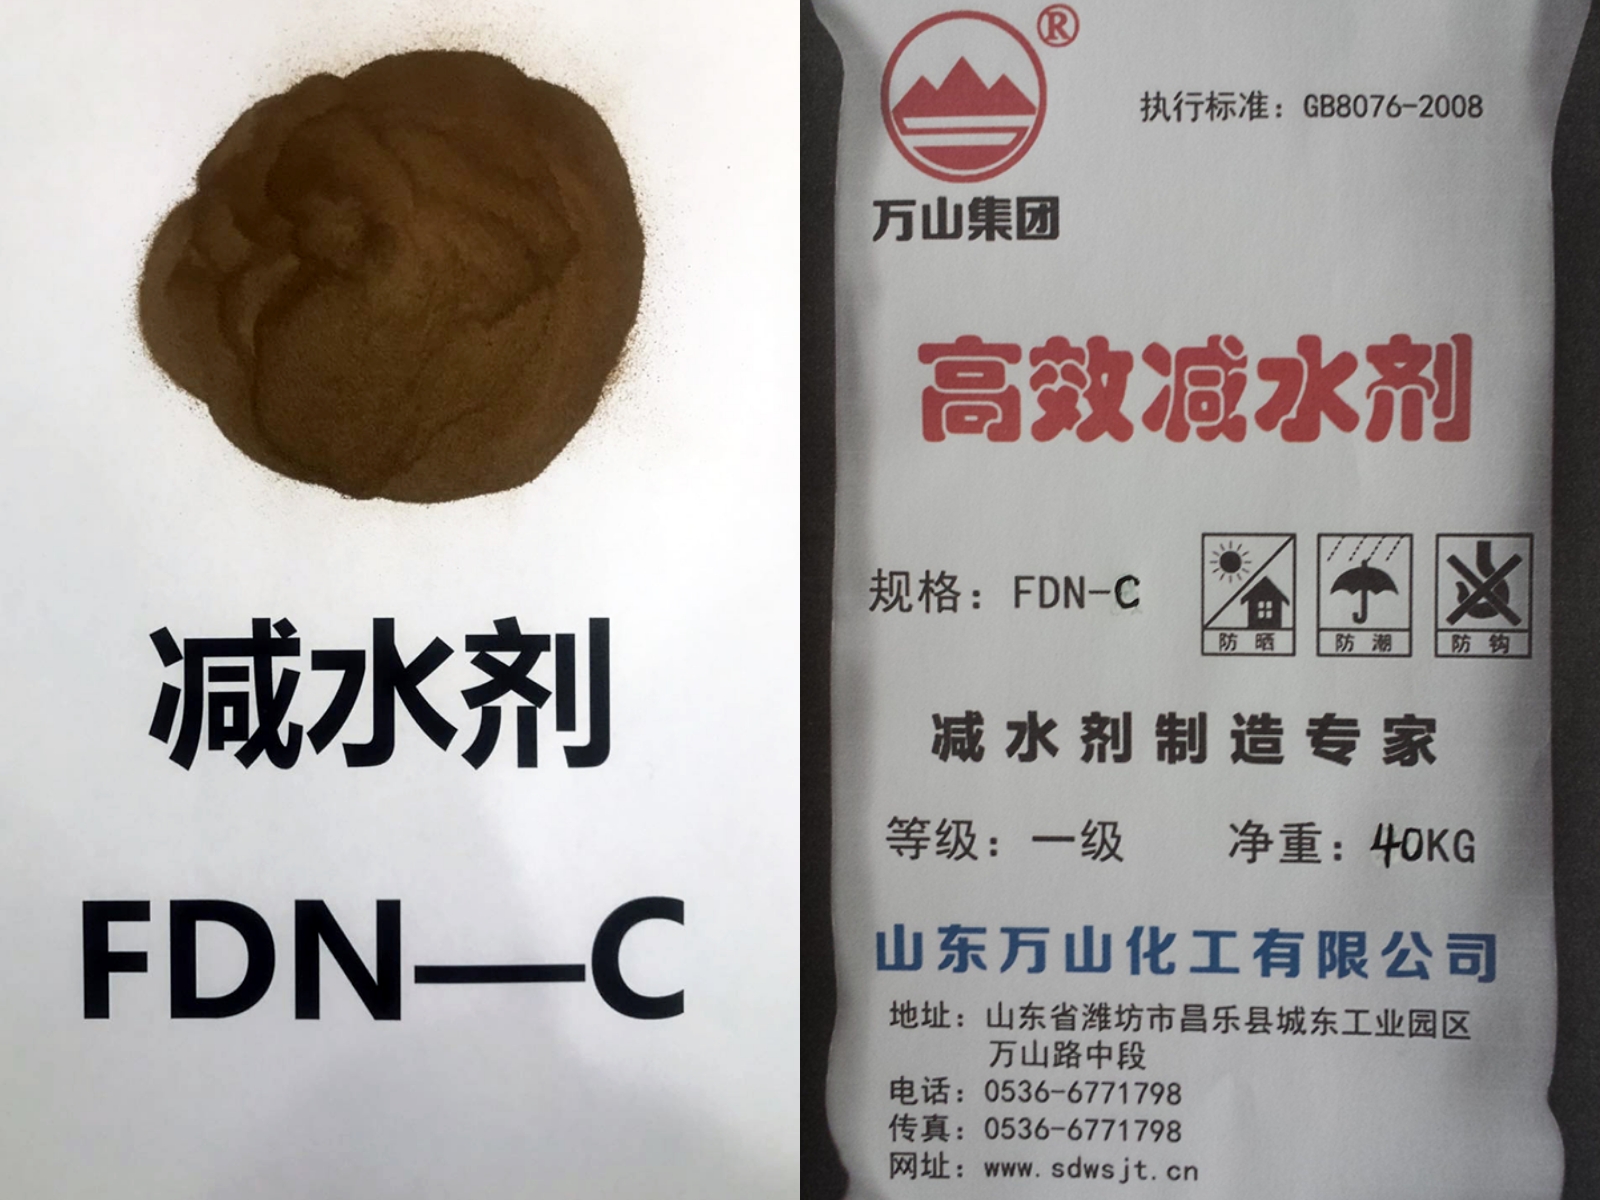 减水剂
FDN—C
®
执行标准：GB8076-2008
万山集团
高效减水剂
规格：FDN-C
防晒
防潮
防钩
减水剂制造专家
等级：一级 净重：40KG
山东万山化工有限公司
地址：山东省潍坊市昌乐县城东工业园区
万山路中段
电话：0536-6771798
传真：0536-6771798
网址：www.sdwsjt.cn